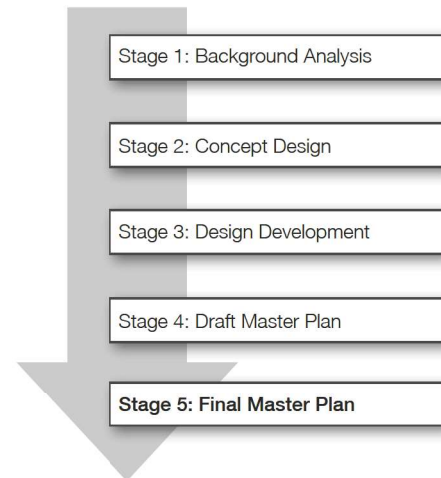 Stage 1: Background Analysis
Stage 2: Concept Design
Stage 3: Design Development
Stage 4: Draft Master Plan
Stage 5: Final Master Plan